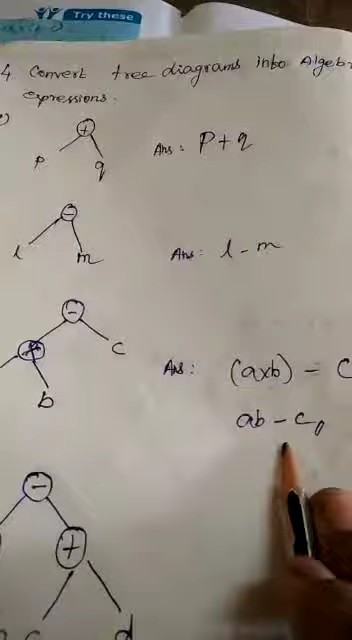 Try these
4. Convert tree diagrams into Algeb
expressions.
+
p q Ans: p+q
-
l m Ans: l - m
-
c
b
Ans: (a×b) - c
ab - c
-
+
c d